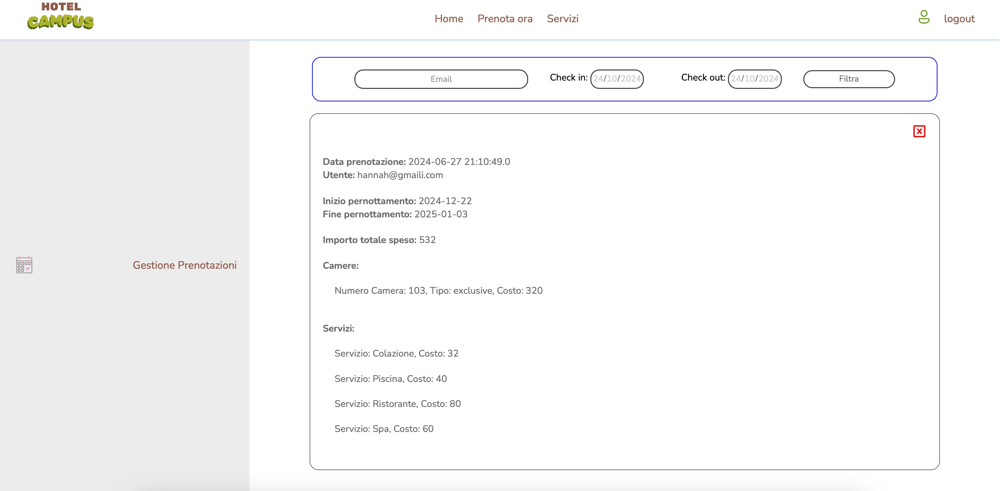 HOTEL
CAMPUS
Home Prenota ora Servizi
logout
Email Check in: 24/10/2024 Check out: 24/10/2024 Filtra
X
Data prenotazione: 2024-06-27 21:10:49.0
Utente: hannah@gmaili.com
Inizio pernottamento: 2024-12-22
Fine pernottamento: 2025-01-03
Importo totale speso: 532
Camere:
Numero Camera: 103, Tipo: exclusive, Costo: 320
Servizi:
Servizio: Colazione, Costo: 32
Servizio: Piscina, Costo: 40
Servizio: Ristorante, Costo: 80
Servizio: Spa, Costo: 60
Gestione Prenotazioni